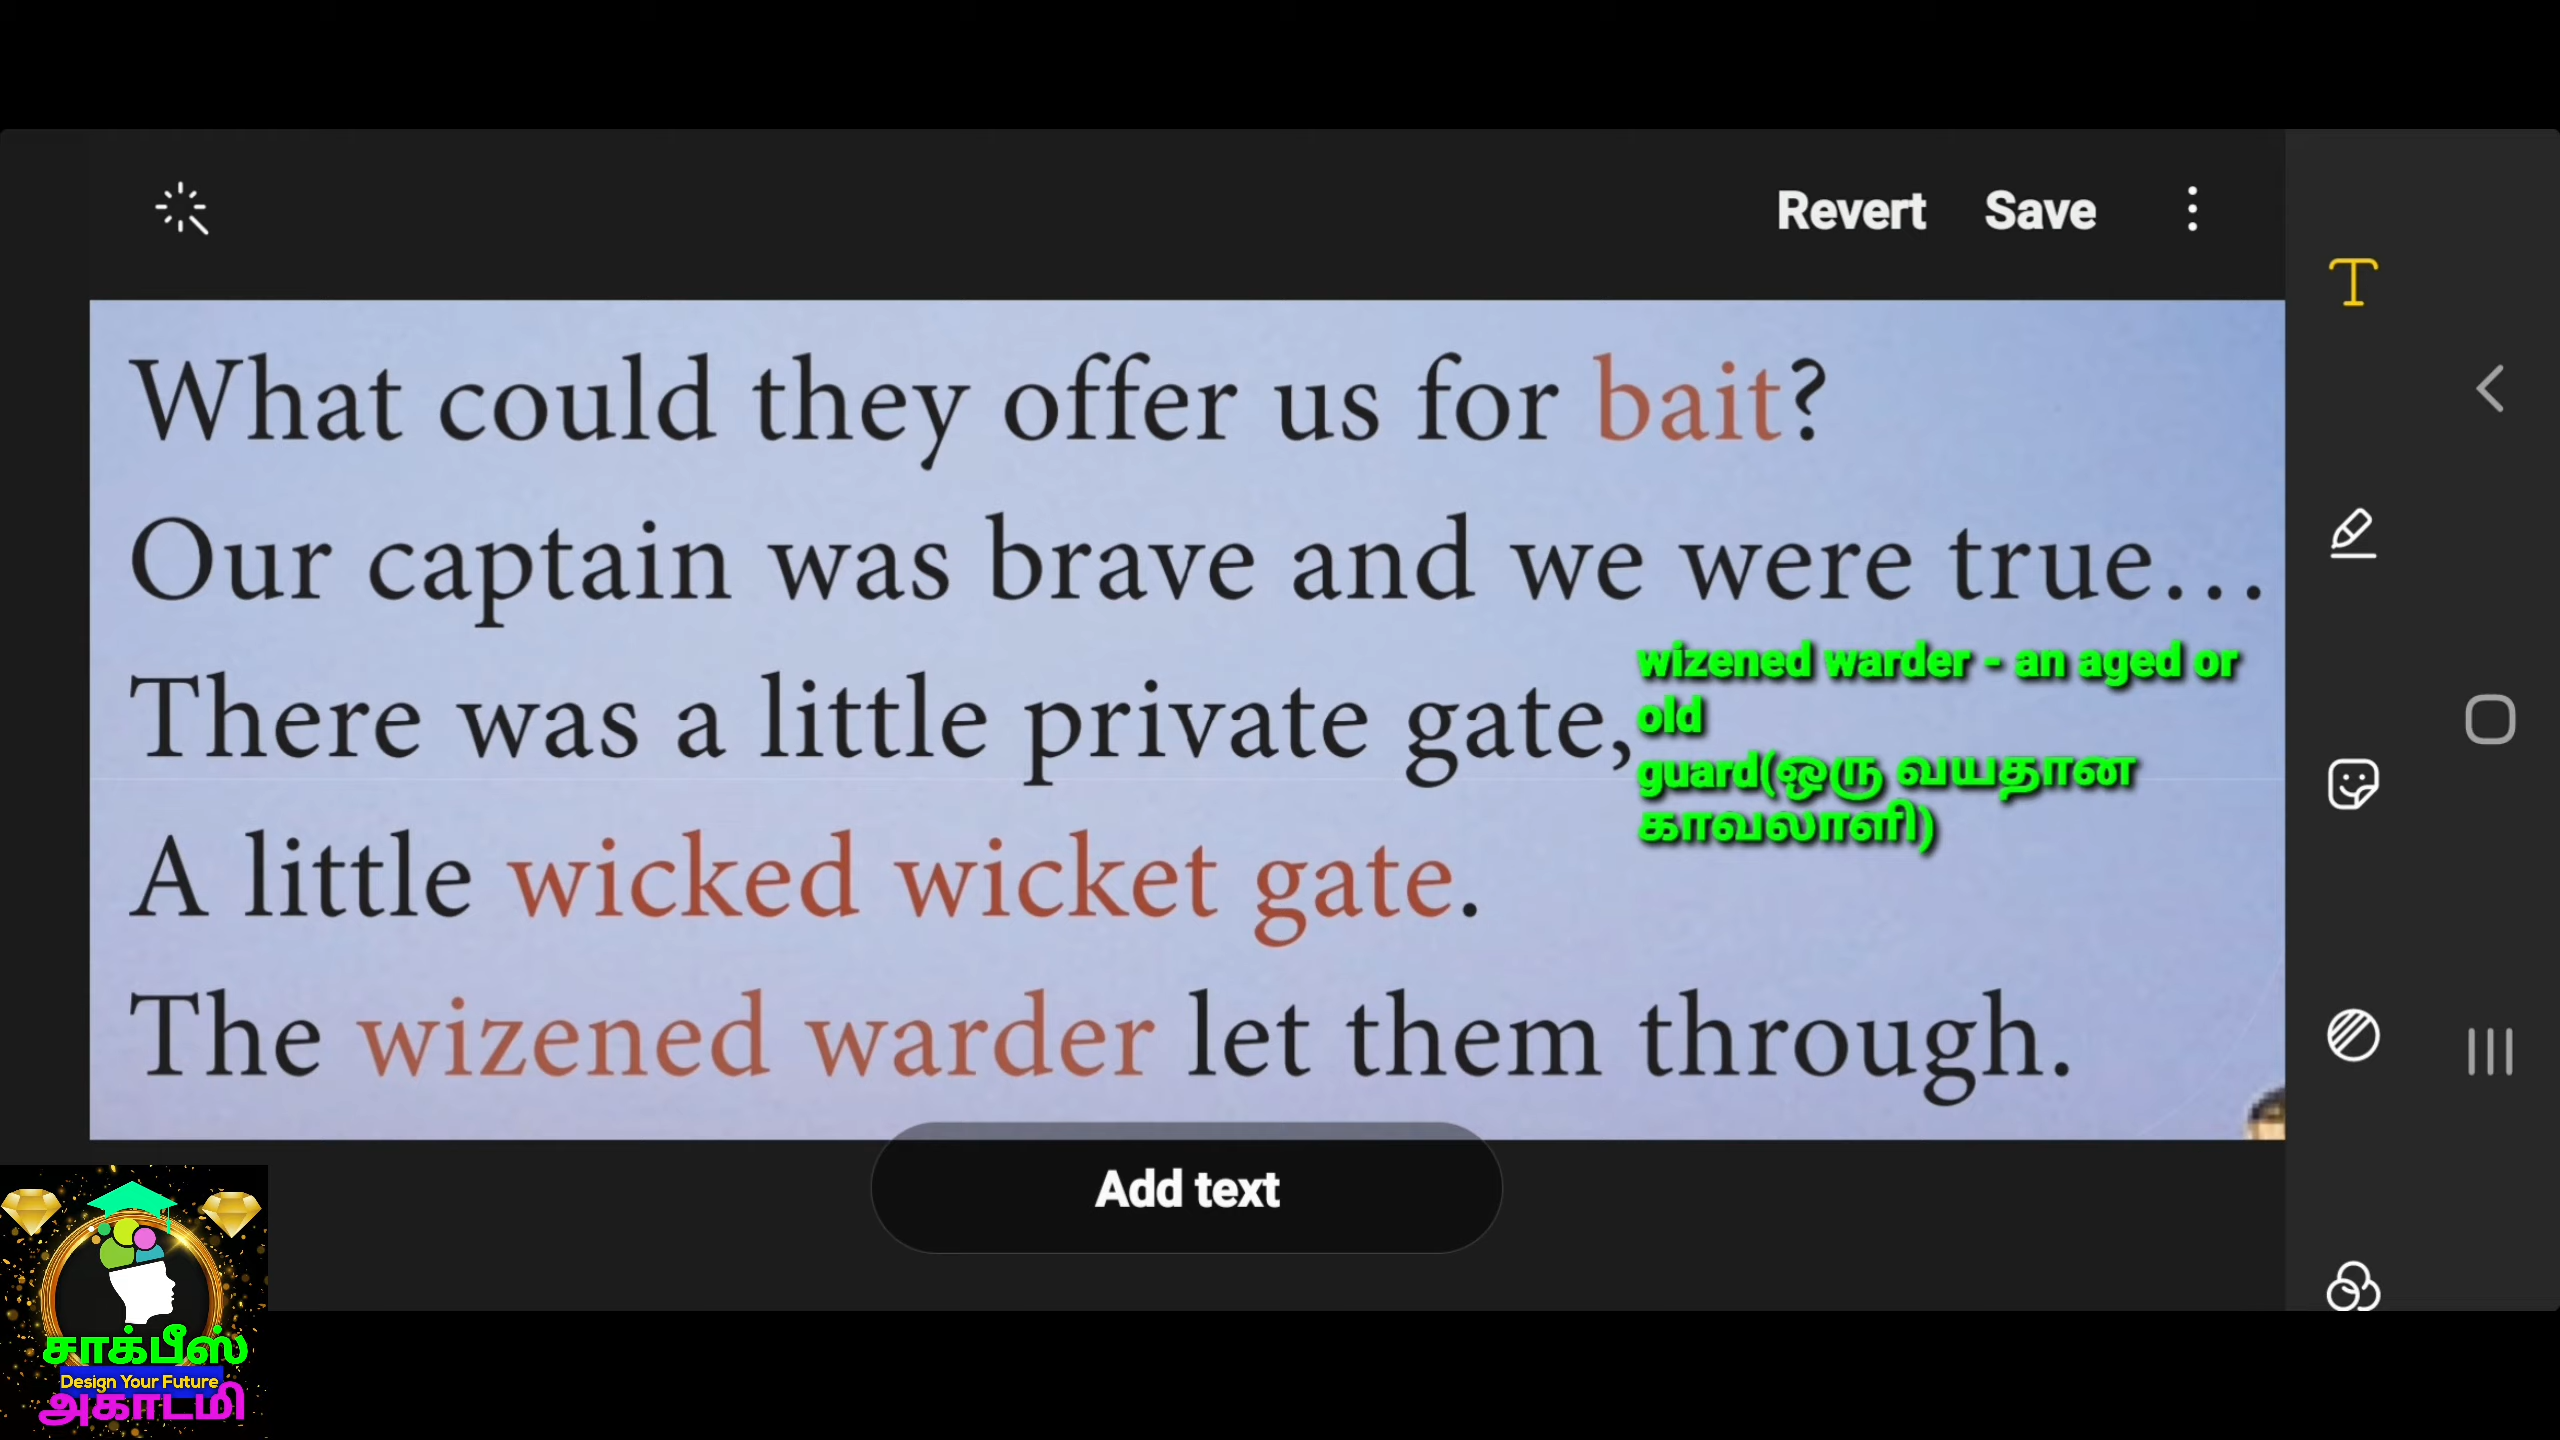 Revert Save
What could they offer us for bait?
Our captain was brave and we were true...
There was a little private gate,
wizened warder - an aged or
old
guard(ஒரு வயதான
காவலாளி)
A little wicked wicket gate.
The wizened warder let them through.
Add text
சாக்பீஸ்
Design Your Future
அகாடமி